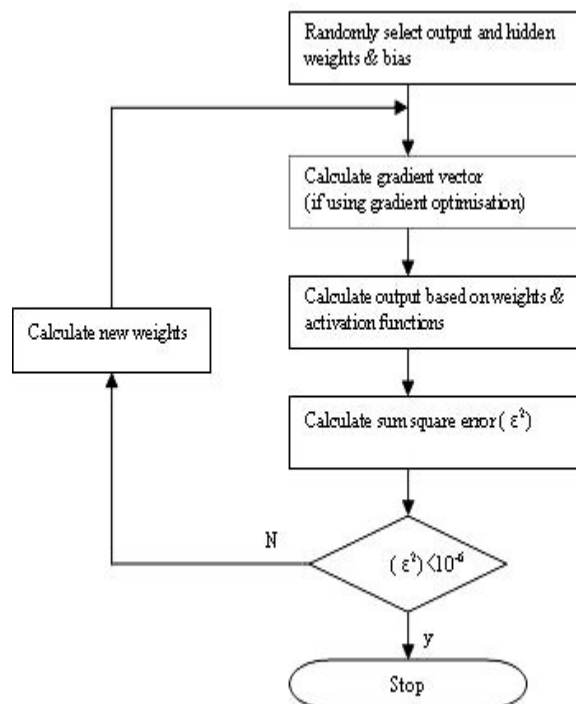 Randomly select output and hidden
weights & bias
Calculate gradient vector
(if using gradient optimisation)
Calculate output based on weights &
activation functions
Calculate new weights
Calculate sum square error ( ε²)
N
( ε²) <10⁻⁶
y
Stop